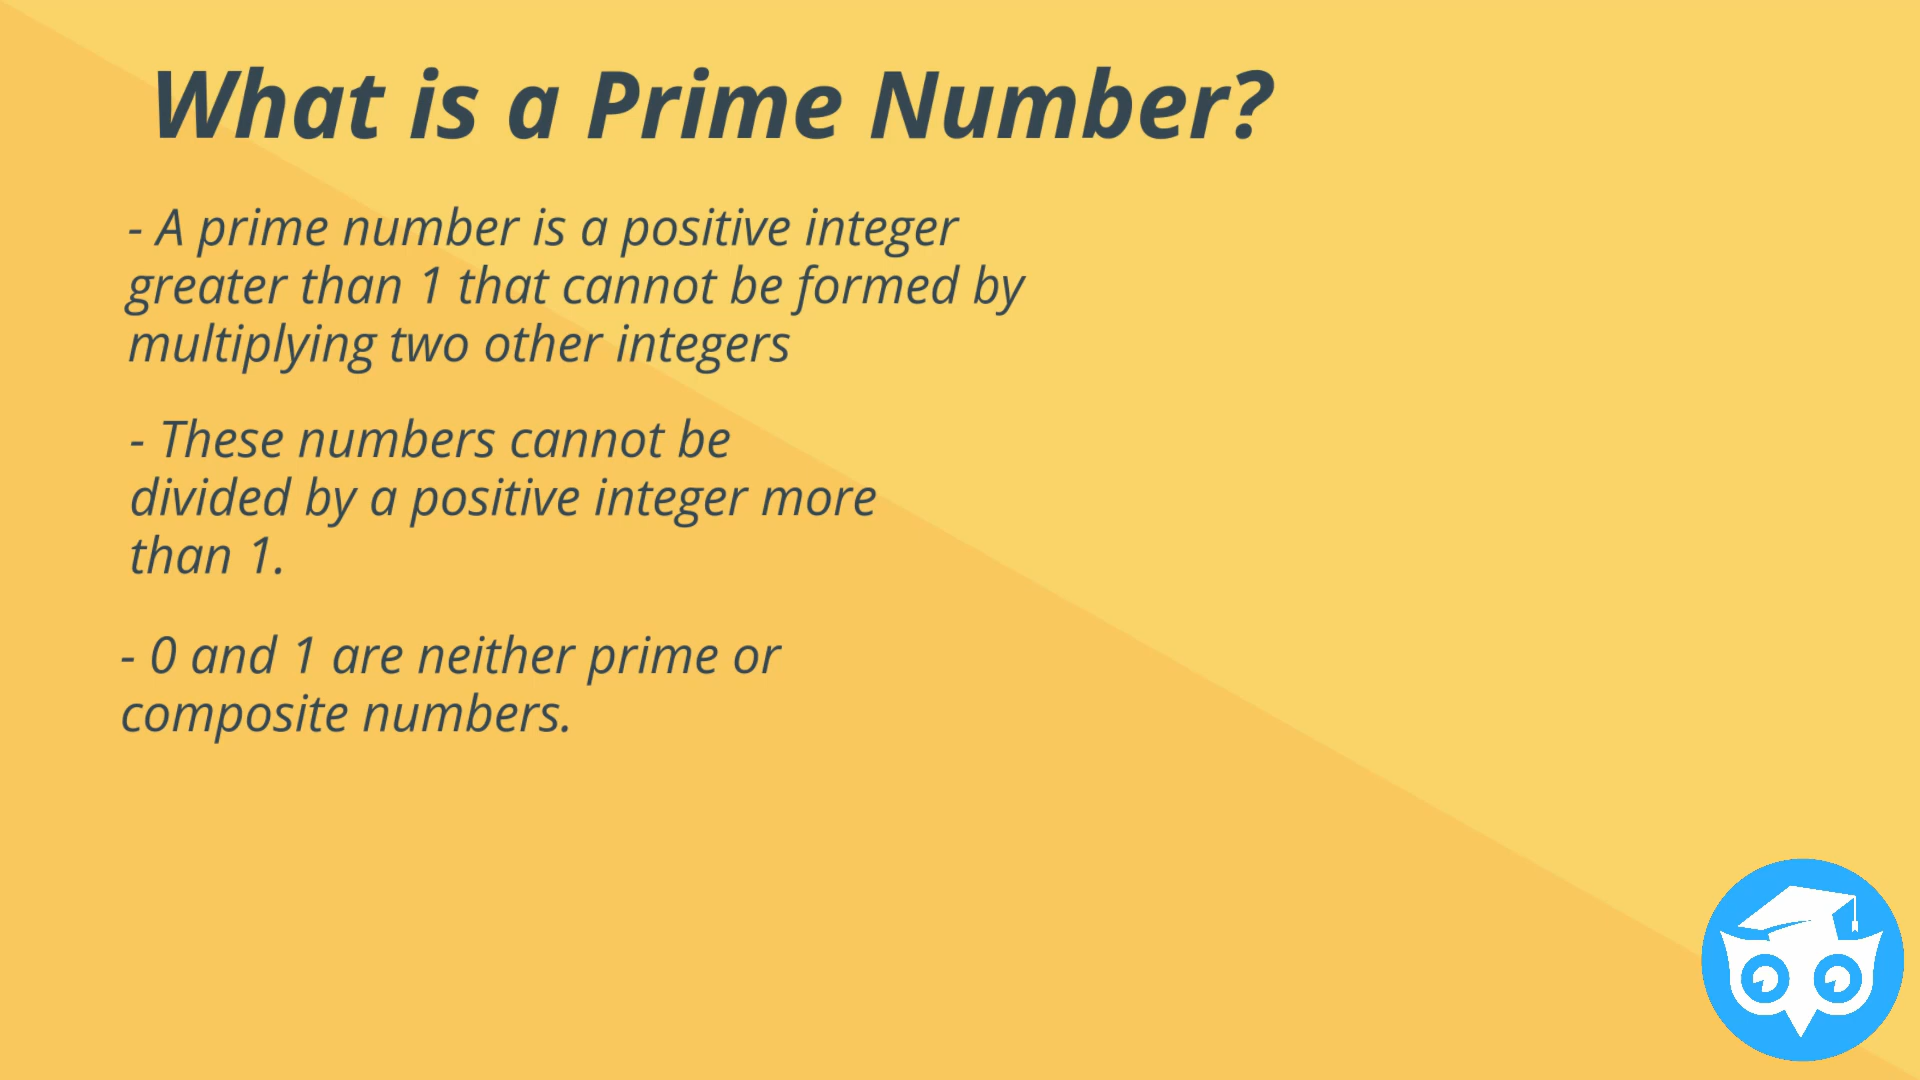 What is a Prime Number?
- A prime number is a positive integer
greater than 1 that cannot be formed by
multiplying two other integers
- These numbers cannot be
divided by a positive integer more
than 1.
- 0 and 1 are neither prime or
composite numbers.